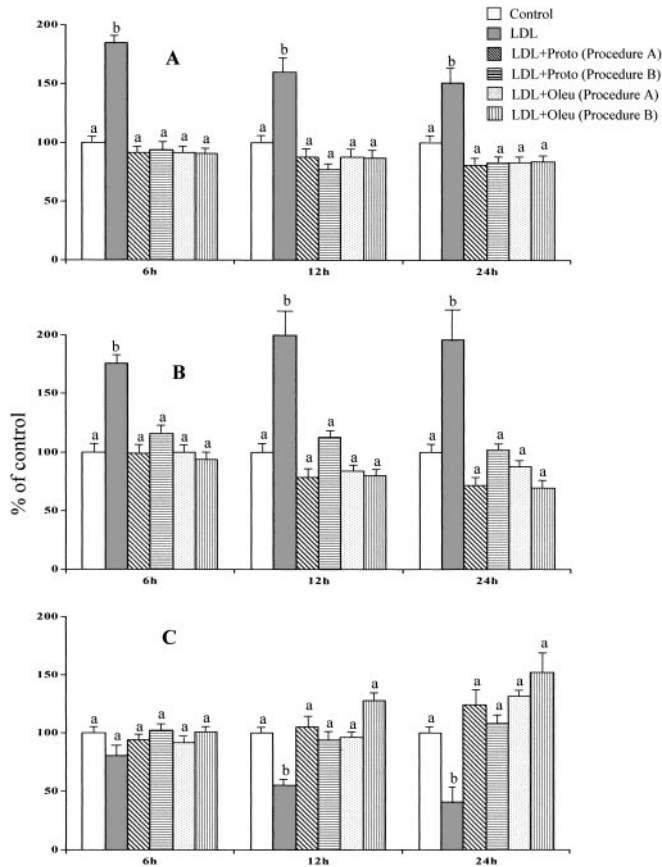 200
150
100
50
0
A
a b a a a a
a b a a a a
a b a a a a
6h 12h 24h
Control
LDL
LDL+Proto (Procedure A)
LDL+Proto (Procedure B)
LDL+Oleu (Procedure A)
LDL+Oleu (Procedure B)
% of control
200
150
100
50
0
B
a b a a a a
a b a a a a
a b a a a a
6h 12h 24h
200
150
100
50
0
C
a b a a a a
a b a a a a
a b a a a a
6h 12h 24h